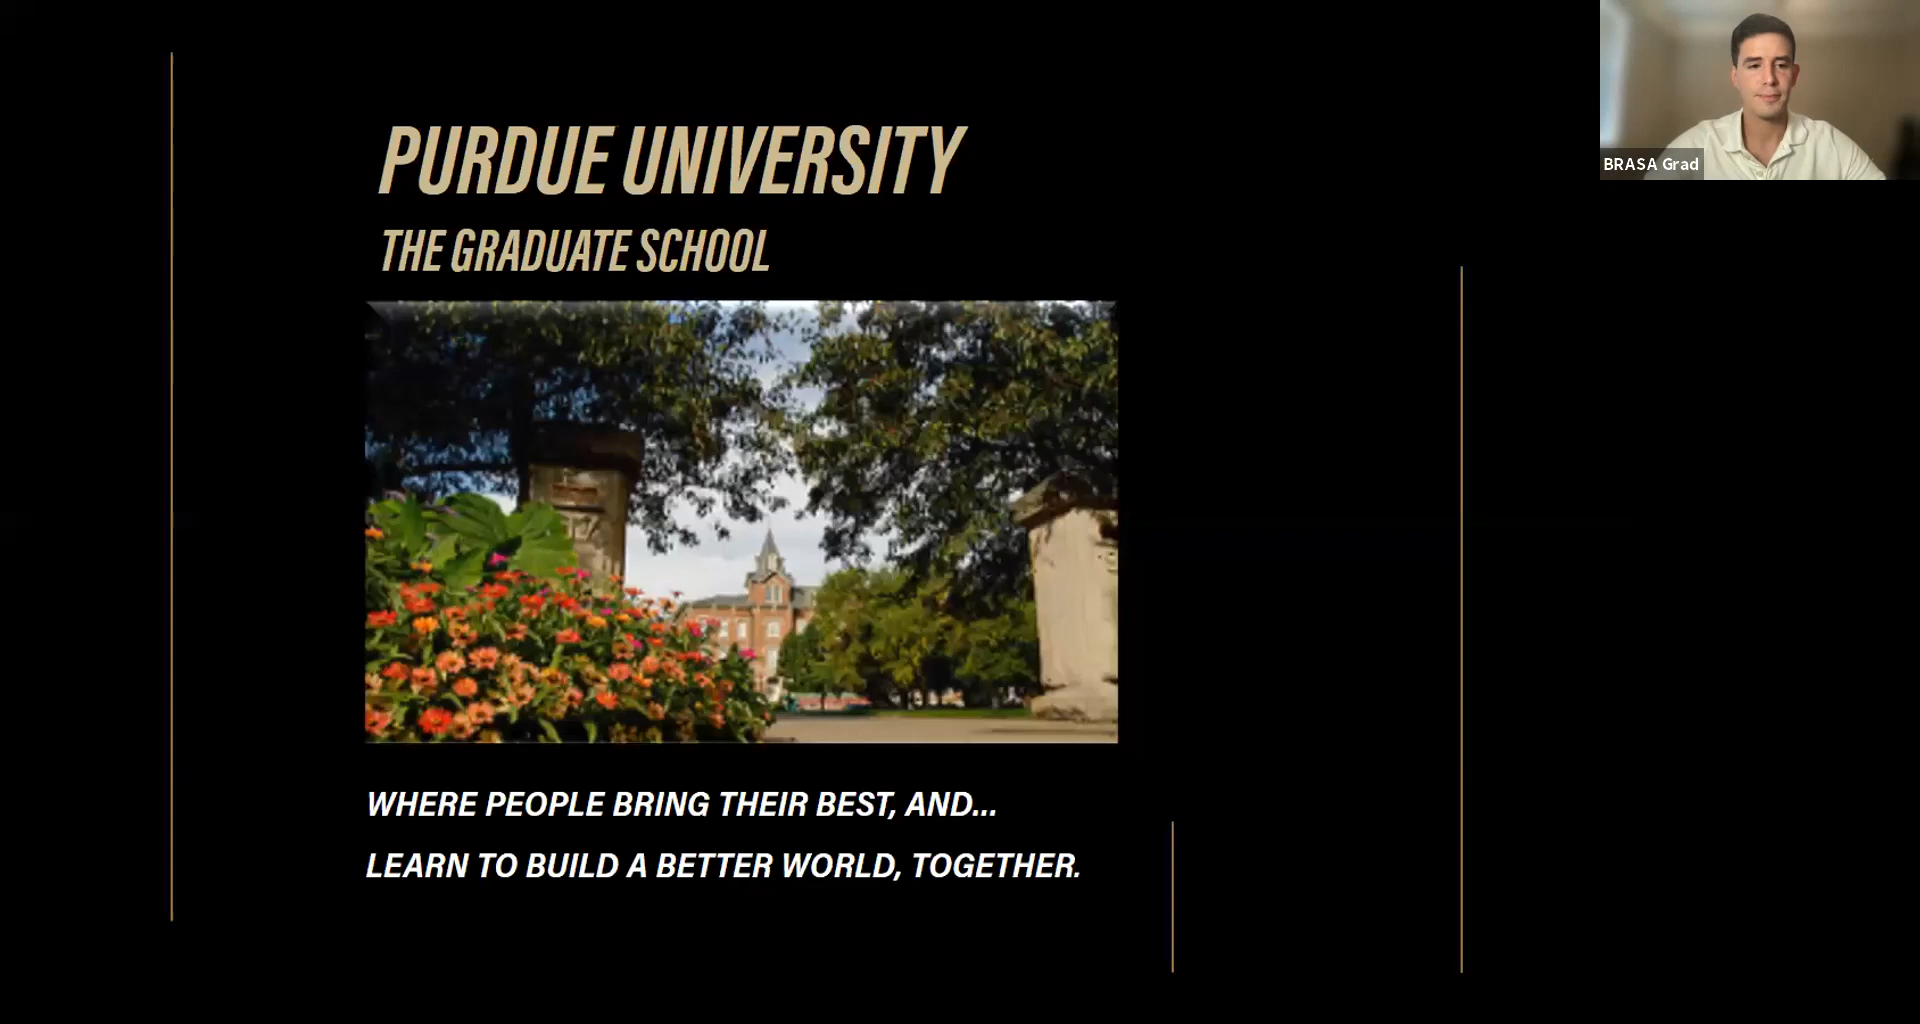 PURDUE UNIVERSITY
THE GRADUATE SCHOOL
BRASA Grad
WHERE PEOPLE BRING THEIR BEST, AND...
LEARN TO BUILD A BETTER WORLD, TOGETHER.